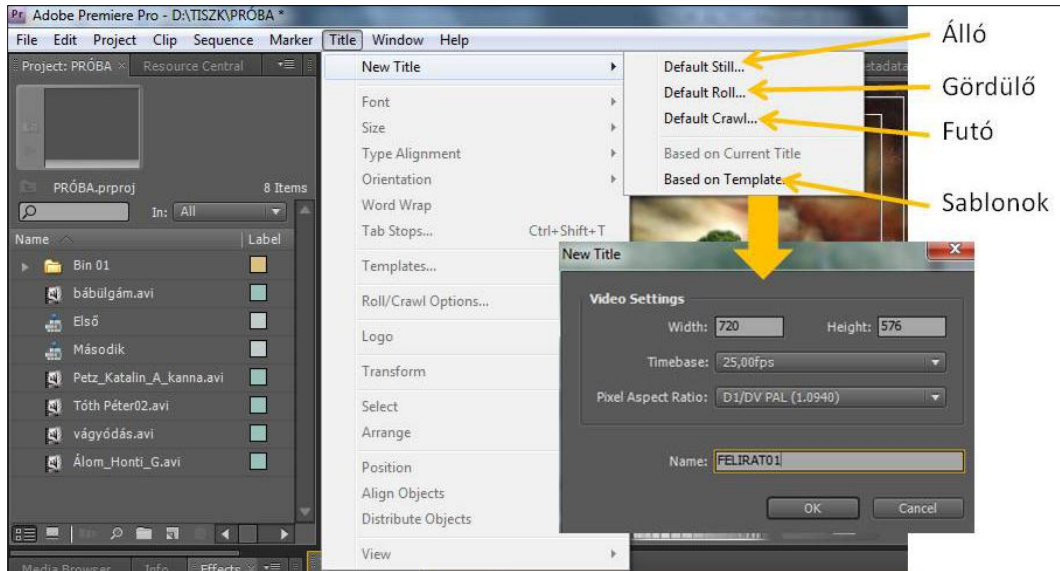 Adobe Premiere Pro - D:\TISZK\PRÓBA *
File Edit Project Clip Sequence Marker Title Window Help
Project: PRÓBA × Resource Central
PRÓBA.prproj 8 Items
In: All
Name Label
Bin 01
bábülgám.avi
Első
Második
Petz_Katalin_A_kanna.avi
Tóth Péter02.avi
vágyódás.avi
Álom_Honti_G.avi
Media Browser Info Effects ×
New Title
Font
Size
Type Alignment
Orientation
Word Wrap
Tab Stops... Ctrl+Shift+T
Templates...
Roll/Crawl Options...
Logo
Transform
Select
Arrange
Position
Align Objects
Distribute Objects
View
Default Still...
Default Roll...
Default Crawl...
Based on Current Title
Based on Template...
Álló
Gördülő
Futó
Sablonok
New Title
Video Settings
Width: 720 Height: 576
Timebase: 25,00fps
Pixel Aspect Ratio: D1/DV PAL (1.0940)
Name: FELIRAT01
OK Cancel